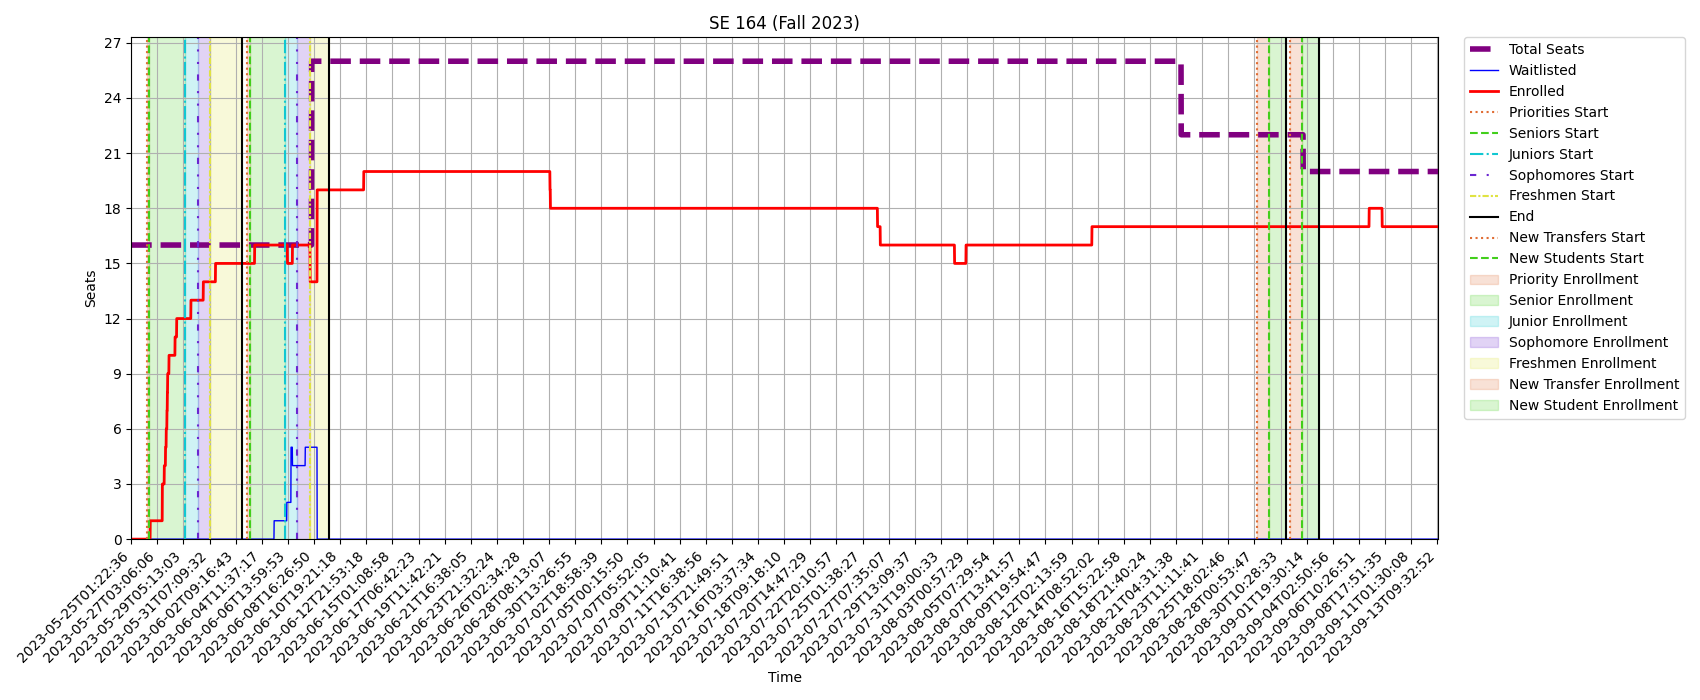 SE 164 (Fall 2023)
27
24
21
18
15
12
9
6
3
0
Seats
2023-05-25T01:22:36
2023-05-27T03:06:06
2023-05-29T05:13:03
2023-05-31T07:09:32
2023-06-02T09:16:43
2023-06-04T11:37:17
2023-06-06T13:59:53
2023-06-08T16:26:50
2023-06-10T19:21:18
2023-06-12T21:53:18
2023-06-15T01:08:58
2023-06-17T06:42:23
2023-06-19T11:42:21
2023-06-21T16:38:05
2023-06-23T21:32:24
2023-06-26T02:34:28
2023-06-28T08:13:07
2023-06-30T13:26:55
2023-07-02T18:58:39
2023-07-05T00:15:50
2023-07-07T05:52:05
2023-07-09T11:10:41
2023-07-11T16:38:56
2023-07-13T21:49:51
2023-07-16T03:37:34
2023-07-18T09:18:10
2023-07-20T14:47:29
2023-07-22T20:10:57
2023-07-25T02:38:27
2023-07-27T07:35:07
2023-07-29T13:09:37
2023-07-31T19:00:33
2023-08-03T00:57:29
2023-08-05T07:29:54
2023-08-07T13:41:57
2023-08-09T19:54:47
2023-08-12T02:13:59
2023-08-14T08:52:02
2023-08-16T15:22:58
2023-08-18T21:40:24
2023-08-21T04:31:38
2023-08-23T11:11:41
2023-08-25T18:02:46
2023-08-28T00:53:47
2023-08-30T10:28:33
2023-09-01T19:30:14
2023-09-04T02:50:56
2023-09-06T10:26:51
2023-09-08T17:51:35
2023-09-11T01:30:08
2023-09-13T09:32:52
Time
Total Seats
Waitlisted
Enrolled
Priorities Start
Seniors Start
Juniors Start
Sophomores Start
Freshmen Start
End
New Transfers Start
New Students Start
Priority Enrollment
Senior Enrollment
Junior Enrollment
Sophomore Enrollment
Freshmen Enrollment
New Transfer Enrollment
New Student Enrollment